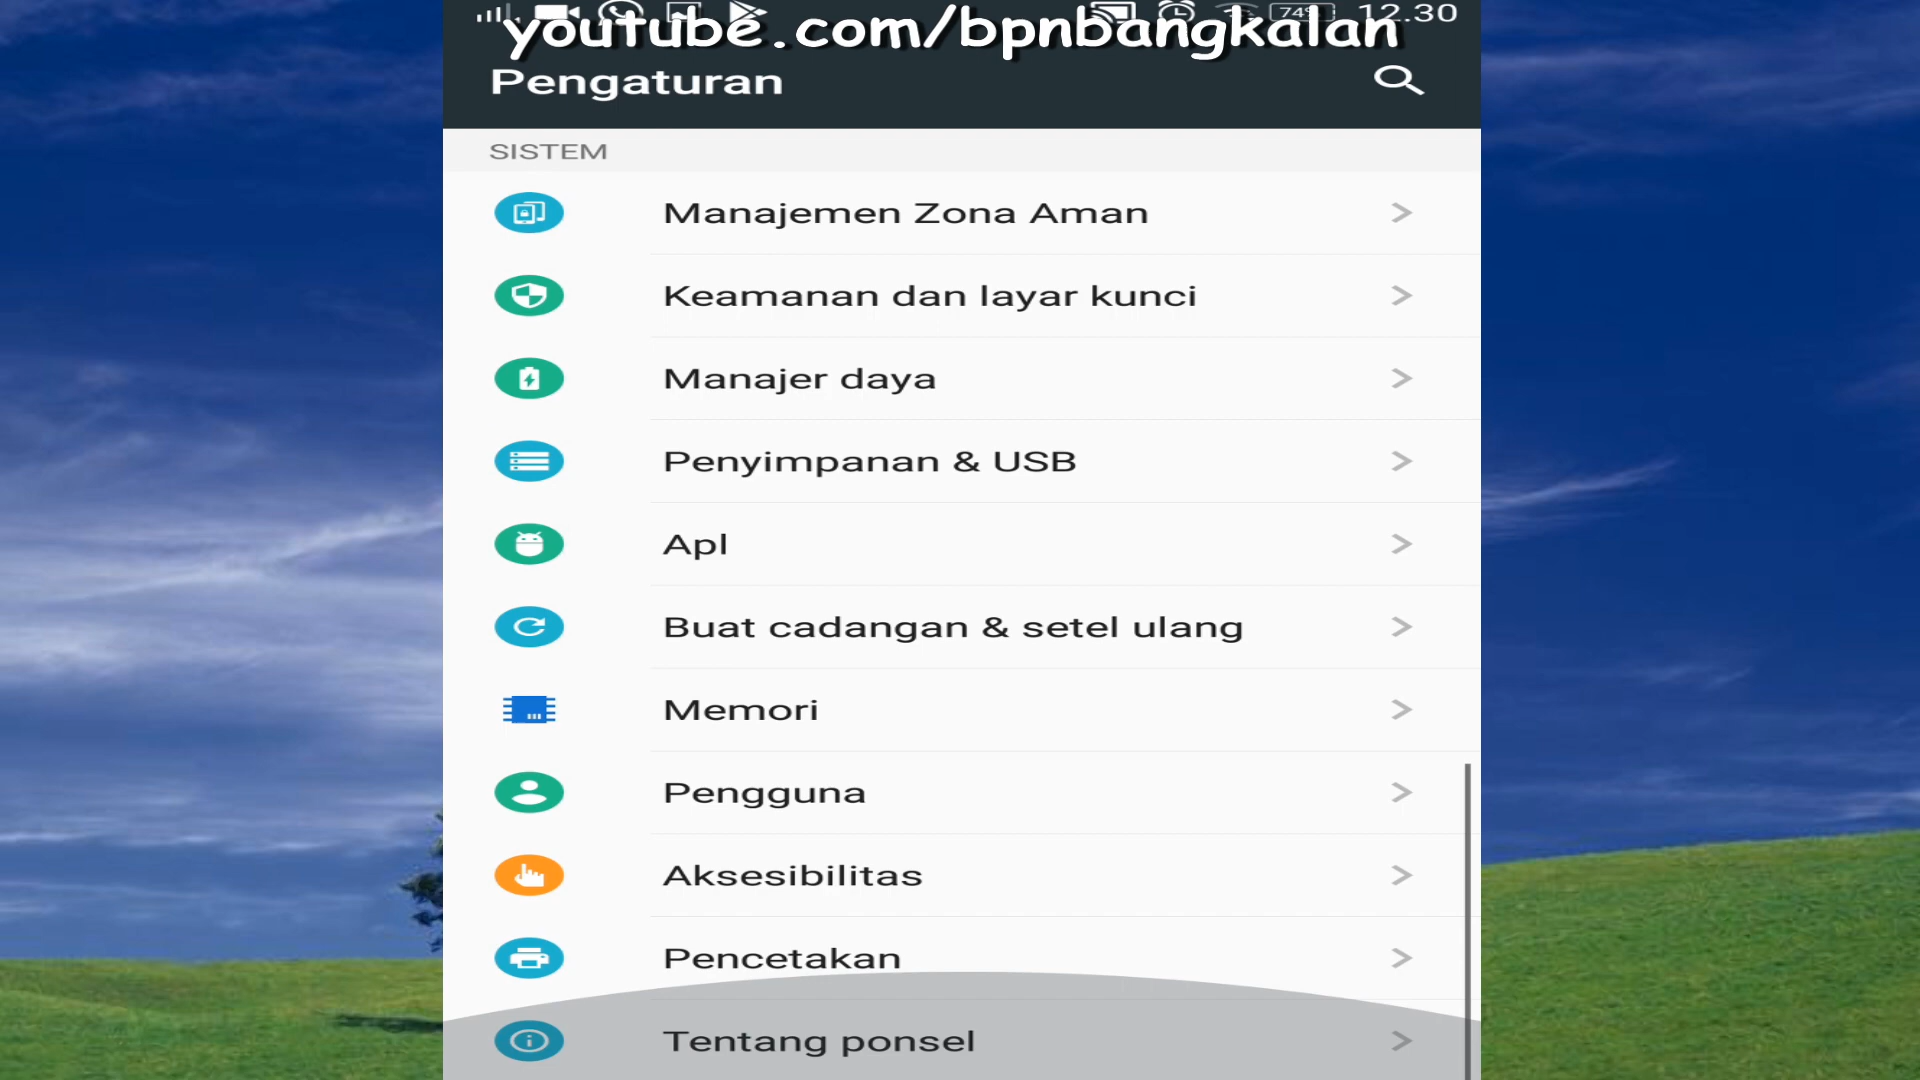 74%
12.30
youtube.com/bpnbangkalan
Pengaturan
SISTEM
Manajemen Zona Aman
Keamanan dan layar kunci
Manajer daya
Penyimpanan & USB
Apl
Buat cadangan & setel ulang
Memori
Pengguna
Aksesibilitas
Pencetakan
Tentang ponsel